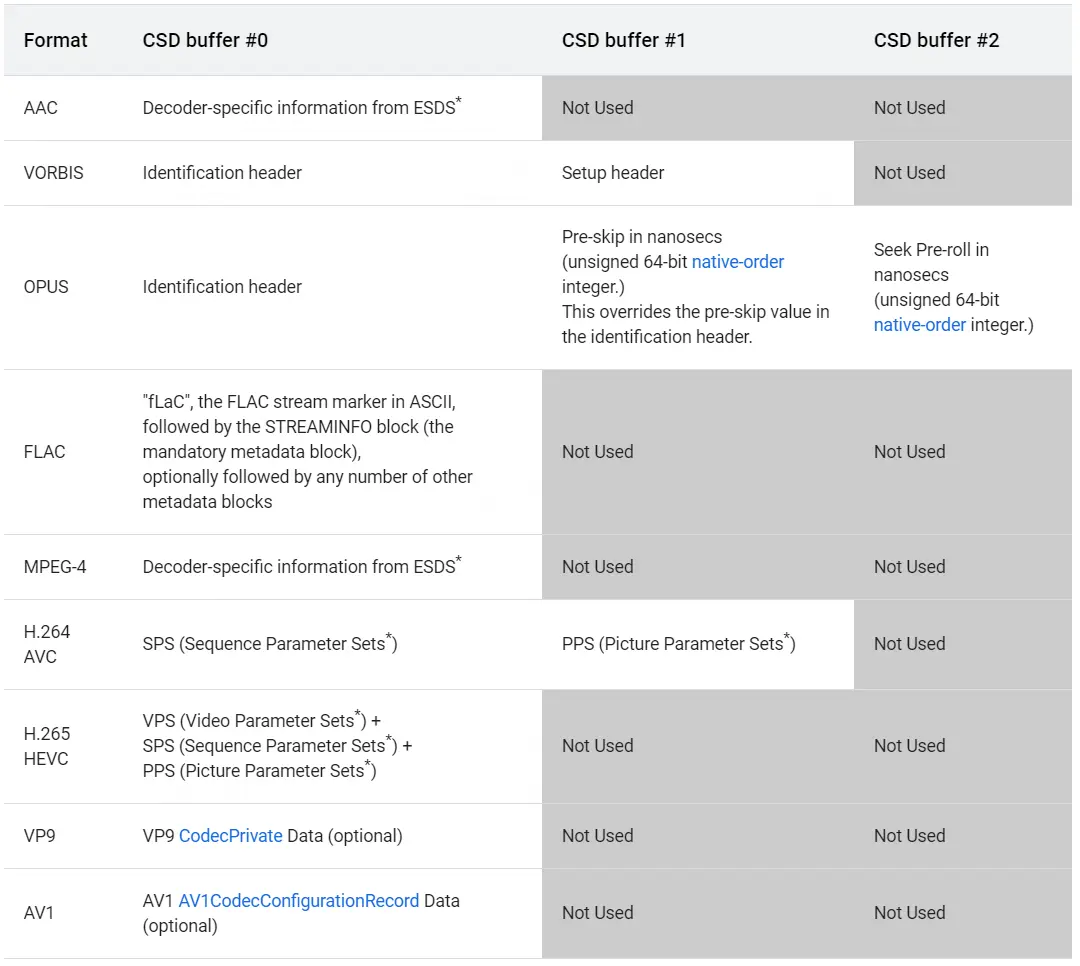 Format CSD buffer #0 CSD buffer #1 CSD buffer #2
AAC Decoder-specific information from ESDS* Not Used Not Used
VORBIS Identification header Setup header Not Used
OPUS Identification header
Pre-skip in nanosecs
(unsigned 64-bit native-order
integer.)
This overrides the pre-skip value in
the identification header.
Seek Pre-roll in
nanosecs
(unsigned 64-bit
native-order integer.)
FLAC
"fLaC", the FLAC stream marker in ASCII,
followed by the STREAMINFO block (the
mandatory metadata block),
optionally followed by any number of other
metadata blocks
Not Used Not Used
MPEG-4 Decoder-specific information from ESDS* Not Used Not Used
H.264
AVC
SPS (Sequence Parameter Sets*) PPS (Picture Parameter Sets*) Not Used
H.265
HEVC
VPS (Video Parameter Sets*) +
SPS (Sequence Parameter Sets*) +
PPS (Picture Parameter Sets*)
Not Used Not Used
VP9 VP9 CodecPrivate Data (optional) Not Used Not Used
AV1
AV1 AV1CodecConfigurationRecord Data
(optional)
Not Used Not Used